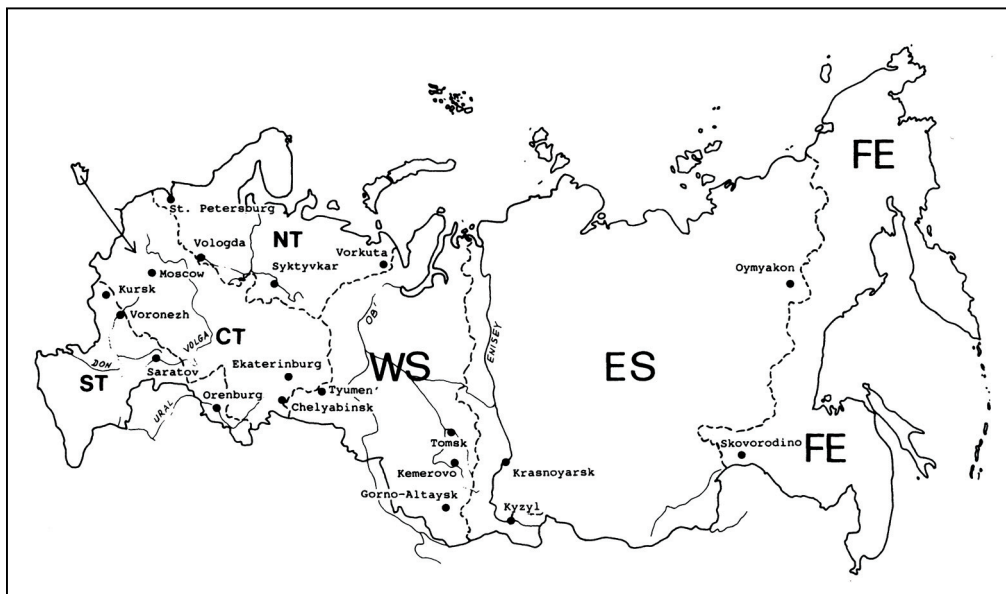 FE
St. Petersburg
NT
Vologda
Vorkuta
Syktyvkar
Moscow
Oymyakon
Kursk
OB'
Voronezh
ENISEY
VOLGA
CT
DON
Ekaterinburg
WS
ES
ST
Saratov
Tyumen
Orenburg
Chelyabinsk
URAL
Tomsk
Skovorodino
FE
Kemerovo
Krasnoyarsk
Gorno-Altaysk
Kyzyl